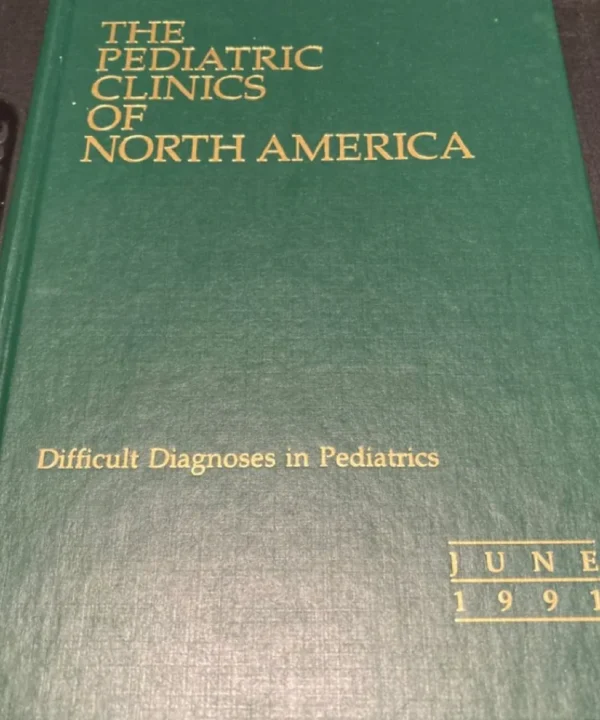 THE
PEDIATRIC
CLINICS
OF
NORTH AMERICA
Difficult Diagnoses in Pediatrics
JUNE
1991